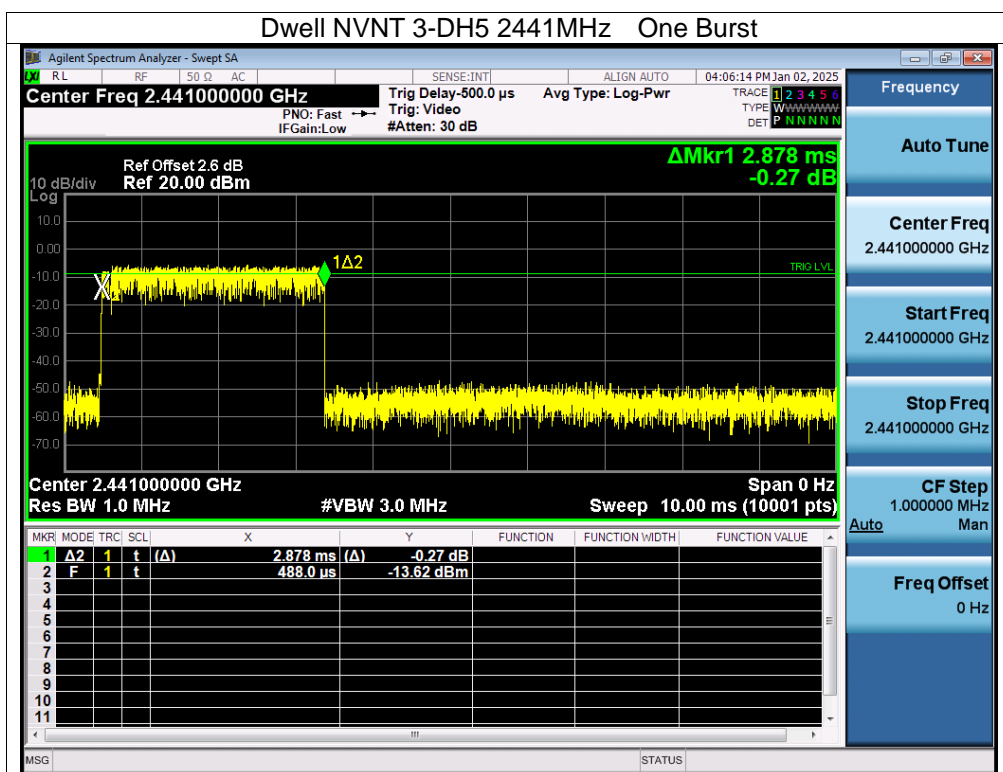 Dwell NVNT 3-DH5 2441MHz One Burst
Agilent Spectrum Analyzer - Swept SA
LXI RL RF 50 Ω AC SENSE:INT ALIGN AUTO 04:06:14 PM Jan 02, 2025
Center Freq 2.441000000 GHz Trig Delay-500.0 µs Avg Type: Log-Pwr TRACE 1 2 3 4 5 6
PNO: Fast Trig: Video TYPE WWWWWW
IFGain:Low #Atten: 30 dB DET P N N N N N
Ref Offset 2.6 dB ΔMkr1 2.878 ms
10 dB/div Ref 20.00 dBm -0.27 dB
Log
10.0
0.00
1Δ2
TRIG LVL
-10.0
-20.0
-30.0
-40.0
-50.0
-60.0
-70.0
Center 2.441000000 GHz Span 0 Hz
Res BW 1.0 MHz #VBW 3.0 MHz Sweep 10.00 ms (10001 pts)
MKR MODE TRC SCL X Y FUNCTION FUNCTION WIDTH FUNCTION VALUE
1 Δ2 1 t (Δ) 2.878 ms (Δ) -0.27 dB
2 F 1 t 488.0 µs -13.62 dBm
3
4
5
6
7
8
9
10
11
MSG STATUS
Frequency
Auto Tune
Center Freq
2.441000000 GHz
Start Freq
2.441000000 GHz
Stop Freq
2.441000000 GHz
CF Step
1.000000 MHz
Auto Man
Freq Offset
0 Hz